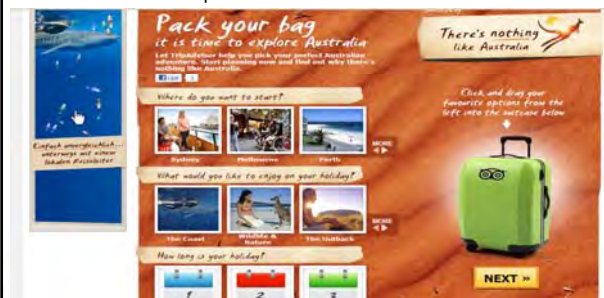 Einfach unvergleichlich...
unterwegs mit einem
lokalen Reiseleiter
Pack your bag
it is time to explore Australia
Let TripAdvisor help you pick your perfect Australian
adventure. Start planning now and find out why there's
nothing like Australia.
Like
Where do you want to start?
Sydney
Melbourne
Perth
MORE
What would you like to enjoy on your holiday?
The Coast
Wildlife &
Nature
The Outback
MORE
How long is your holiday?
1
2
3
There's nothing
like Australia
Click and drag your
favourite options from the
left into the suitcase below
NEXT »